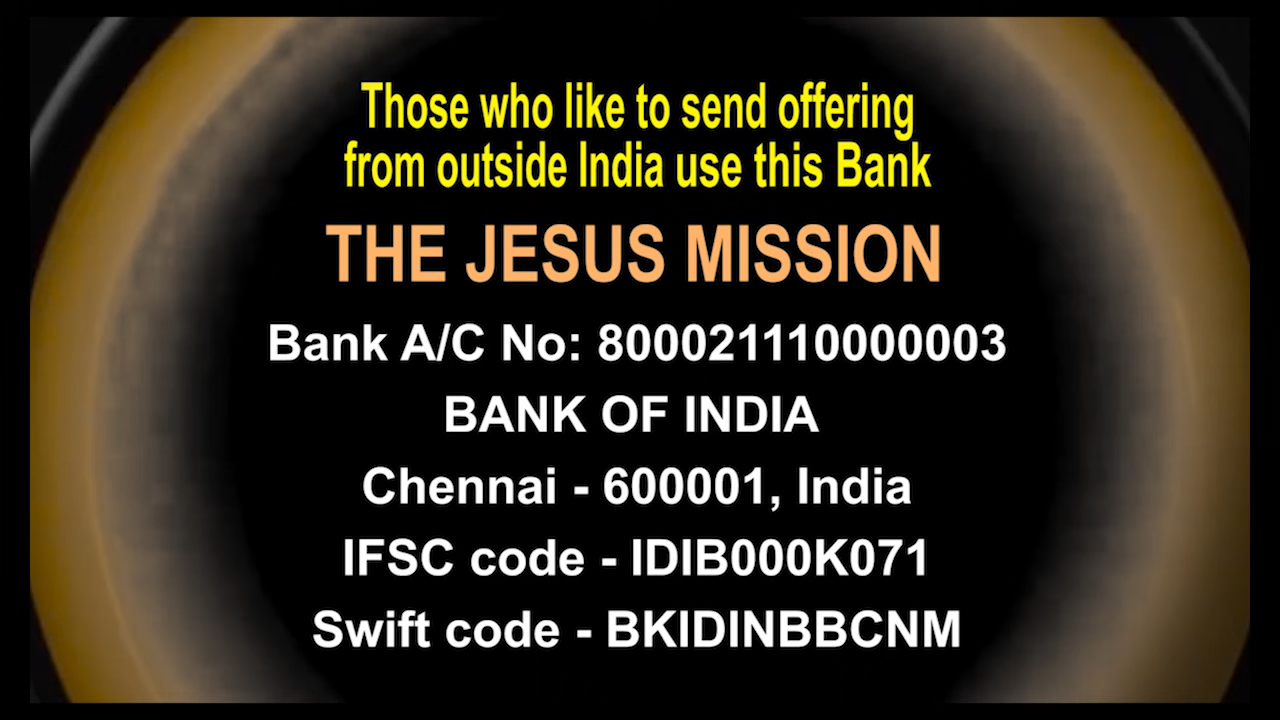 Those who like to send offering
from outside India use this Bank
THE JESUS MISSION
Bank A/C No: 800021110000003
BANK OF INDIA
Chennai - 600001, India
IFSC code - IDIB000K071
Swift code - BKIDINBBCNM